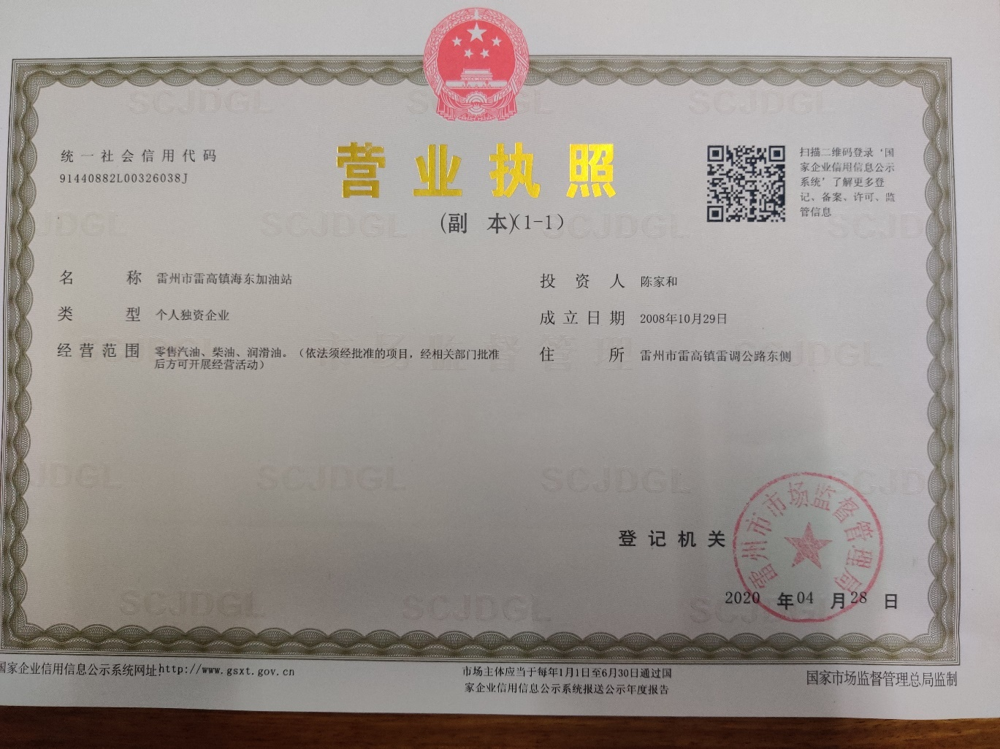 统一社会信用代码
91440882L00326038J
营业执照
(副 本)(1-1)
扫描二维码登录‘国
家企业信用信息公示
系统’了解更多登
记、备案、许可、监
管信息
名 称 雷州市雷高镇海东加油站
类 型 个人独资企业
经营范围 零售汽油、柴油、润滑油。（依法须经批准的项目，经相关部门批准
后方可开展经营活动）
投资人 陈家和
成立日期 2008年10月29日
住 所 雷州市雷高镇雷调公路东侧
登记机关
雷州市市场监督管理局
2020 年04 月28 日
国家企业信用信息公示系统网址:http://www.gsxt.gov.cn
市场主体应当于每年1月1日至6月30日通过国
家企业信用信息公示系统报送公示年度报告
国家市场监督管理总局监制
SCJDGL
市场监督管理